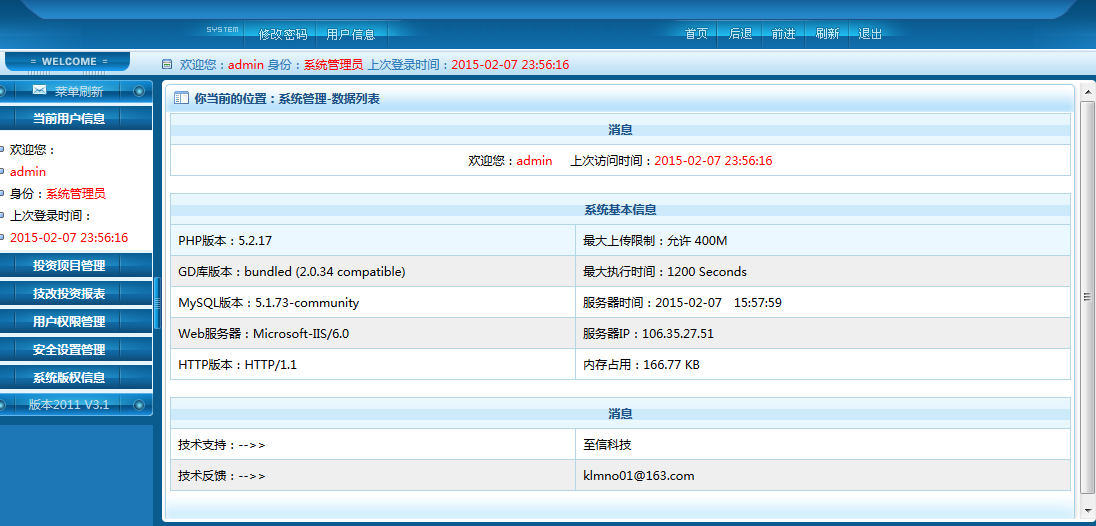 SYSTEM 修改密码 用户信息 首页 后退 前进 刷新 退出
= WELCOME =
欢迎您：admin 身份：系统管理员 上次登录时间：2015-02-07 23:56:16
菜单刷新
当前用户信息
欢迎您：
admin
身份：系统管理员
上次登录时间：
2015-02-07 23:56:16
投资项目管理
技改投资报表
用户权限管理
安全设置管理
系统版权信息
版本2011 V3.1
你当前的位置：系统管理-数据列表
消息
欢迎您：admin 上次访问时间：2015-02-07 23:56:16
系统基本信息
PHP版本：5.2.17 最大上传限制：允许 400M
GD库版本：bundled (2.0.34 compatible) 最大执行时间：1200 Seconds
MySQL版本：5.1.73-community 服务器时间：2015-02-07 15:57:59
Web服务器：Microsoft-IIS/6.0 服务器IP：106.35.27.51
HTTP版本：HTTP/1.1 内存占用：166.77 KB
消息
技术支持：-->> 至信科技
技术反馈：-->> klmno01@163.com